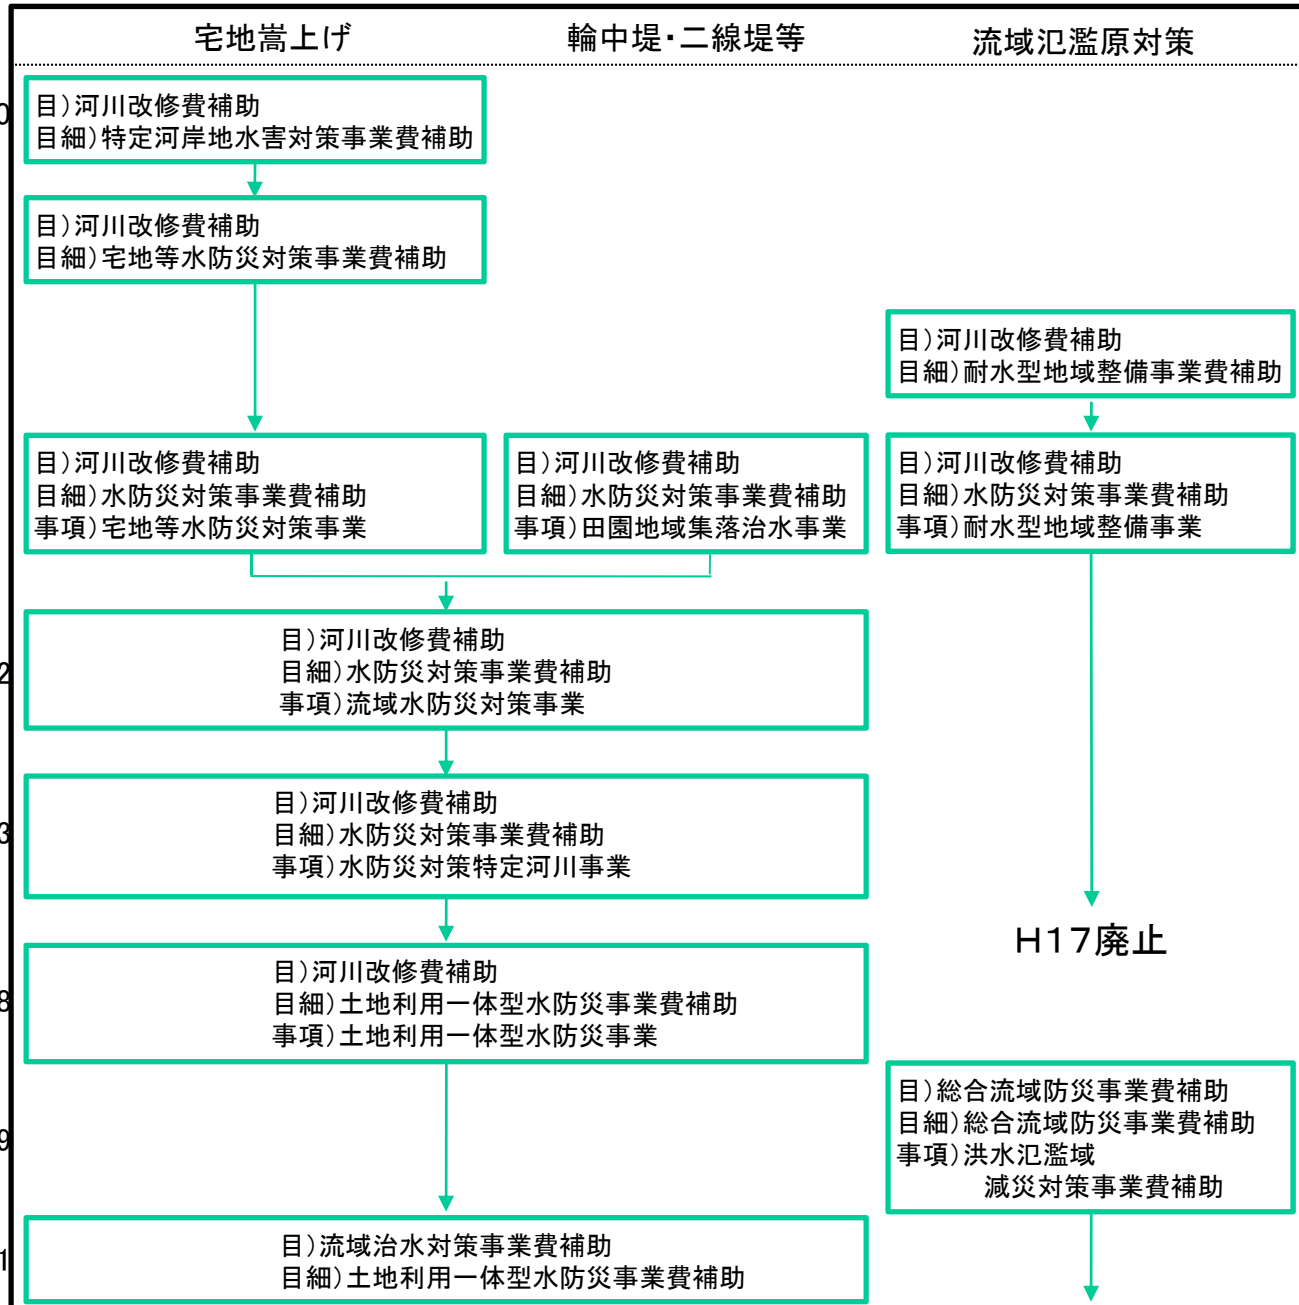 宅地嵩上げ
輪中堤・二線堤等
流域氾濫原対策
0
目）河川改修費補助
目細）特定河岸地水害対策事業費補助
目）河川改修費補助
目細）宅地等水防災対策事業費補助
目）河川改修費補助
目細）耐水型地域整備事業費補助
目）河川改修費補助
目細）水防災対策事業費補助
事項）宅地等水防災対策事業
目）河川改修費補助
目細）水防災対策事業費補助
事項）田園地域集落治水事業
目）河川改修費補助
目細）水防災対策事業費補助
事項）耐水型地域整備事業
2
目）河川改修費補助
目細）水防災対策事業費補助
事項）流域水防災対策事業
3
目）河川改修費補助
目細）水防災対策事業費補助
事項）水防災対策特定河川事業
H17廃止
8
目）河川改修費補助
目細）土地利用一体型水防災事業費補助
事項）土地利用一体型水防災事業
9
目）総合流域防災事業費補助
目細）総合流域防災事業費補助
事項）洪水氾濫域
減災対策事業費補助
1
目）流域治水対策事業費補助
目細）土地利用一体型水防災事業費補助